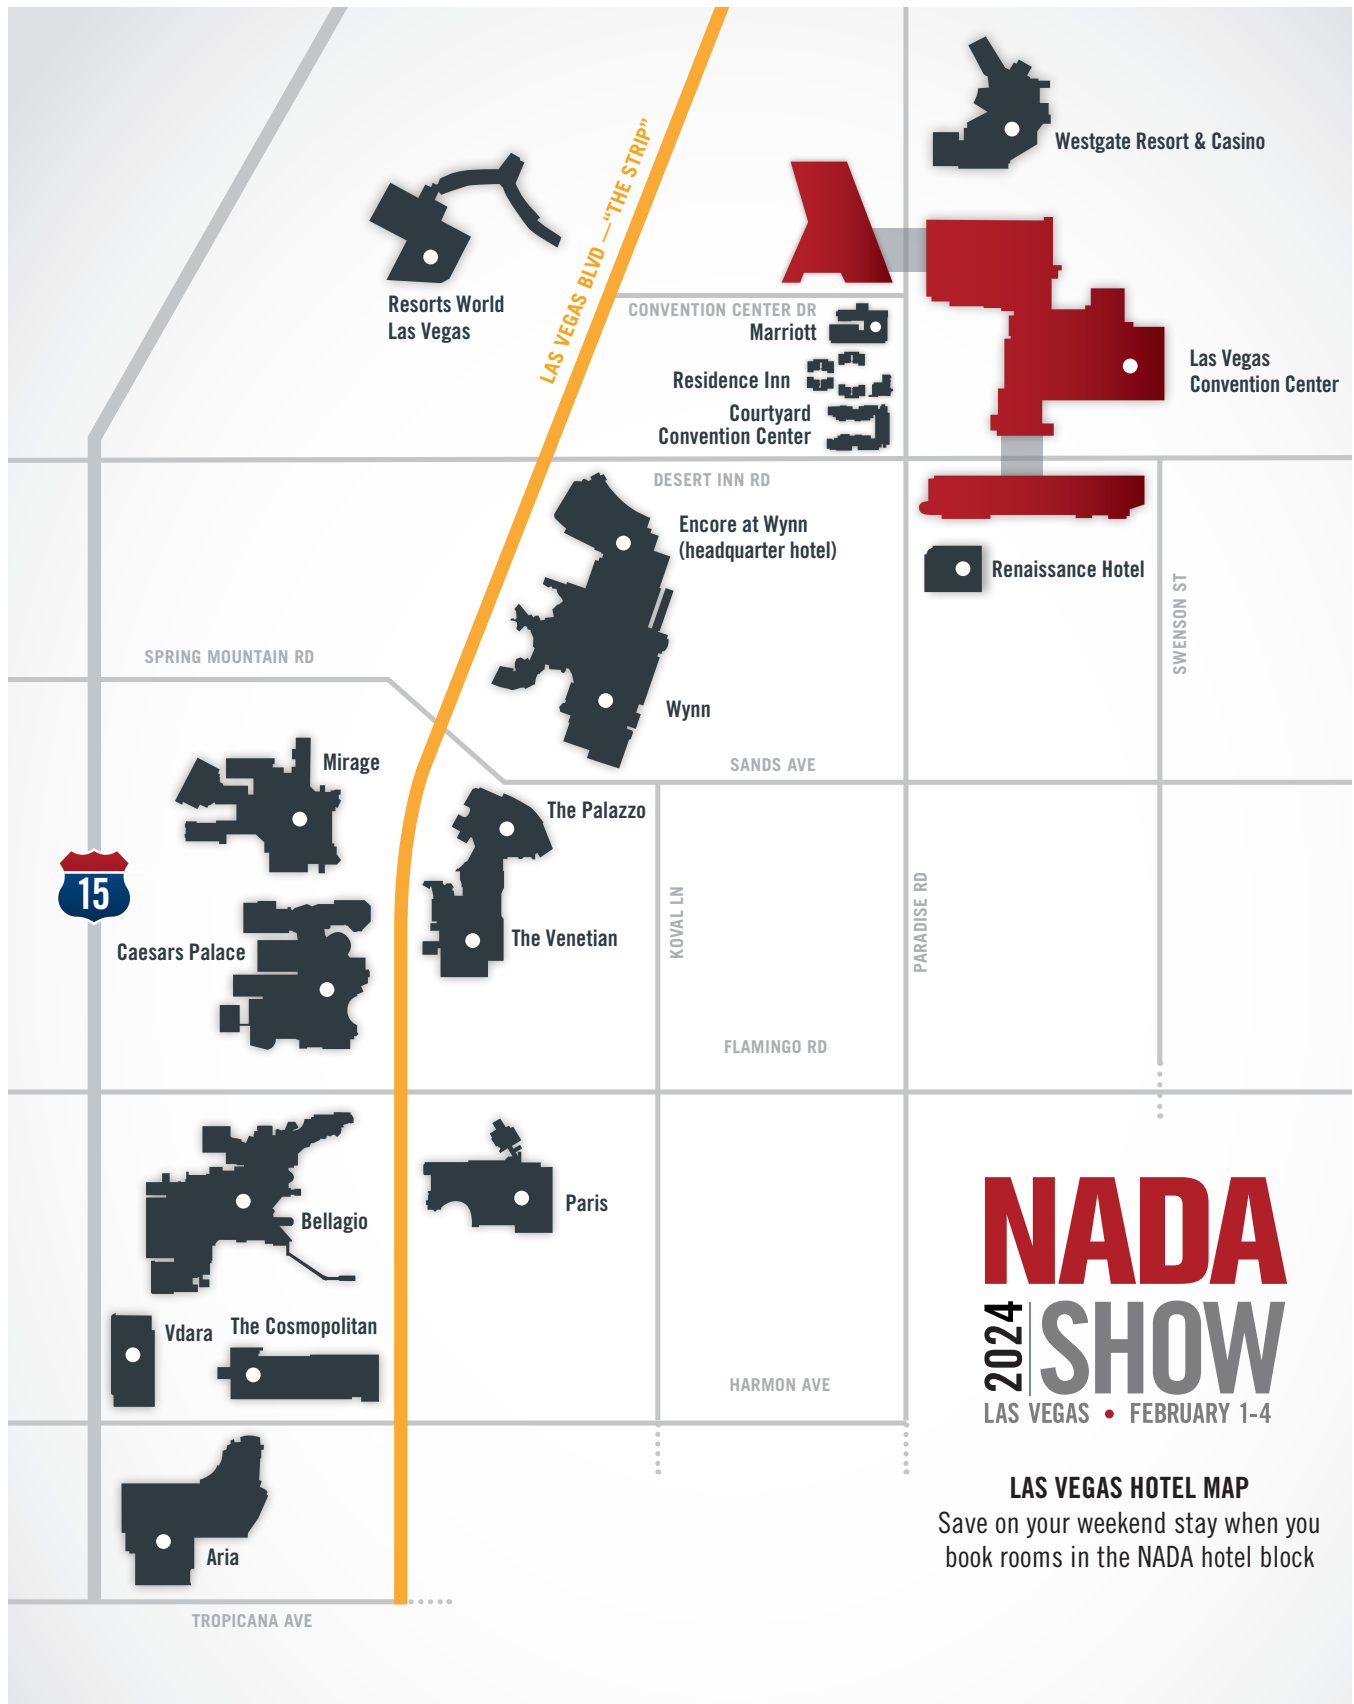 Westgate Resort & Casino
LAS VEGAS BLVD — “THE STRIP”
Resorts World
Las Vegas
CONVENTION CENTER DR
Marriott
Residence Inn
Courtyard
Convention Center
Las Vegas
Convention Center
DESERT INN RD
Encore at Wynn
(headquarter hotel)
Renaissance Hotel
SWENSON ST
SPRING MOUNTAIN RD
Wynn
SANDS AVE
Mirage
The Palazzo
15
KOVAL LN
PARADISE RD
Caesars Palace
The Venetian
FLAMINGO RD
Bellagio
Paris
Vdara
The Cosmopolitan
HARMON AVE
Aria
TROPICANA AVE
NADA
2024
SHOW
LAS VEGAS • FEBRUARY 1-4
LAS VEGAS HOTEL MAP
Save on your weekend stay when you
book rooms in the NADA hotel block